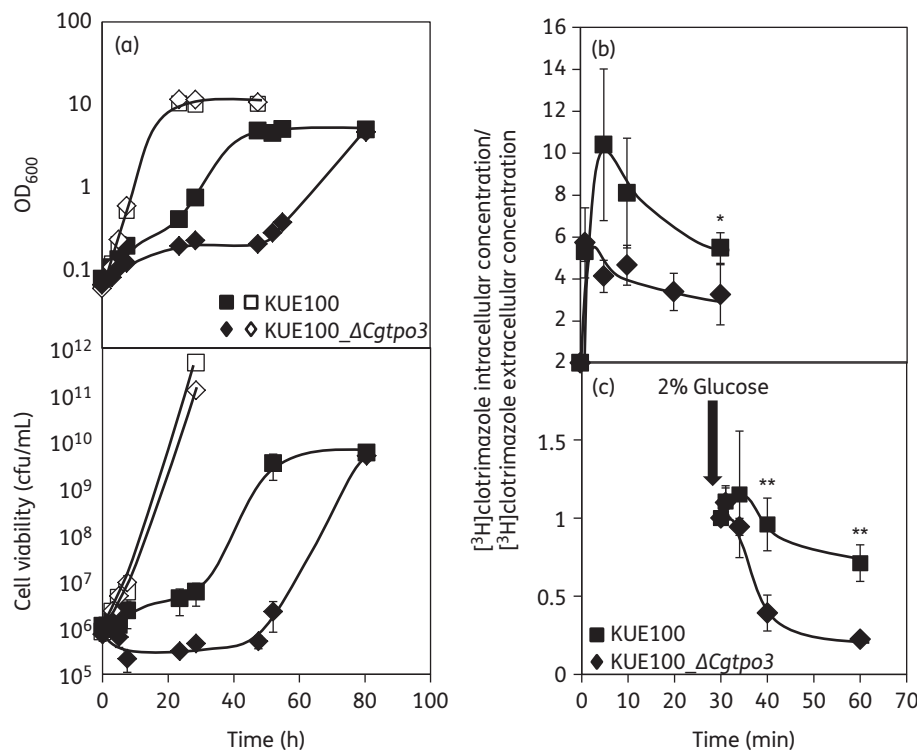 (a)
OD600
100
10
1
0.1
KUE100
KUE100_ΔCgtpo3
Cell viability (cfu/mL)
10^12
10^11
10^10
10^9
10^8
10^7
10^6
10^5
0 20 40 60 80 100
Time (h)
[³H]clotrimazole intracellular concentration/
[³H]clotrimazole extracellular concentration
(b)
16
14
12
10
8
6
4
2
2
*
(c)
2% Glucose
1.5
1
0.5
0
**
**
KUE100
KUE100_ΔCgtpo3
0 10 20 30 40 50 60 70
Time (min)